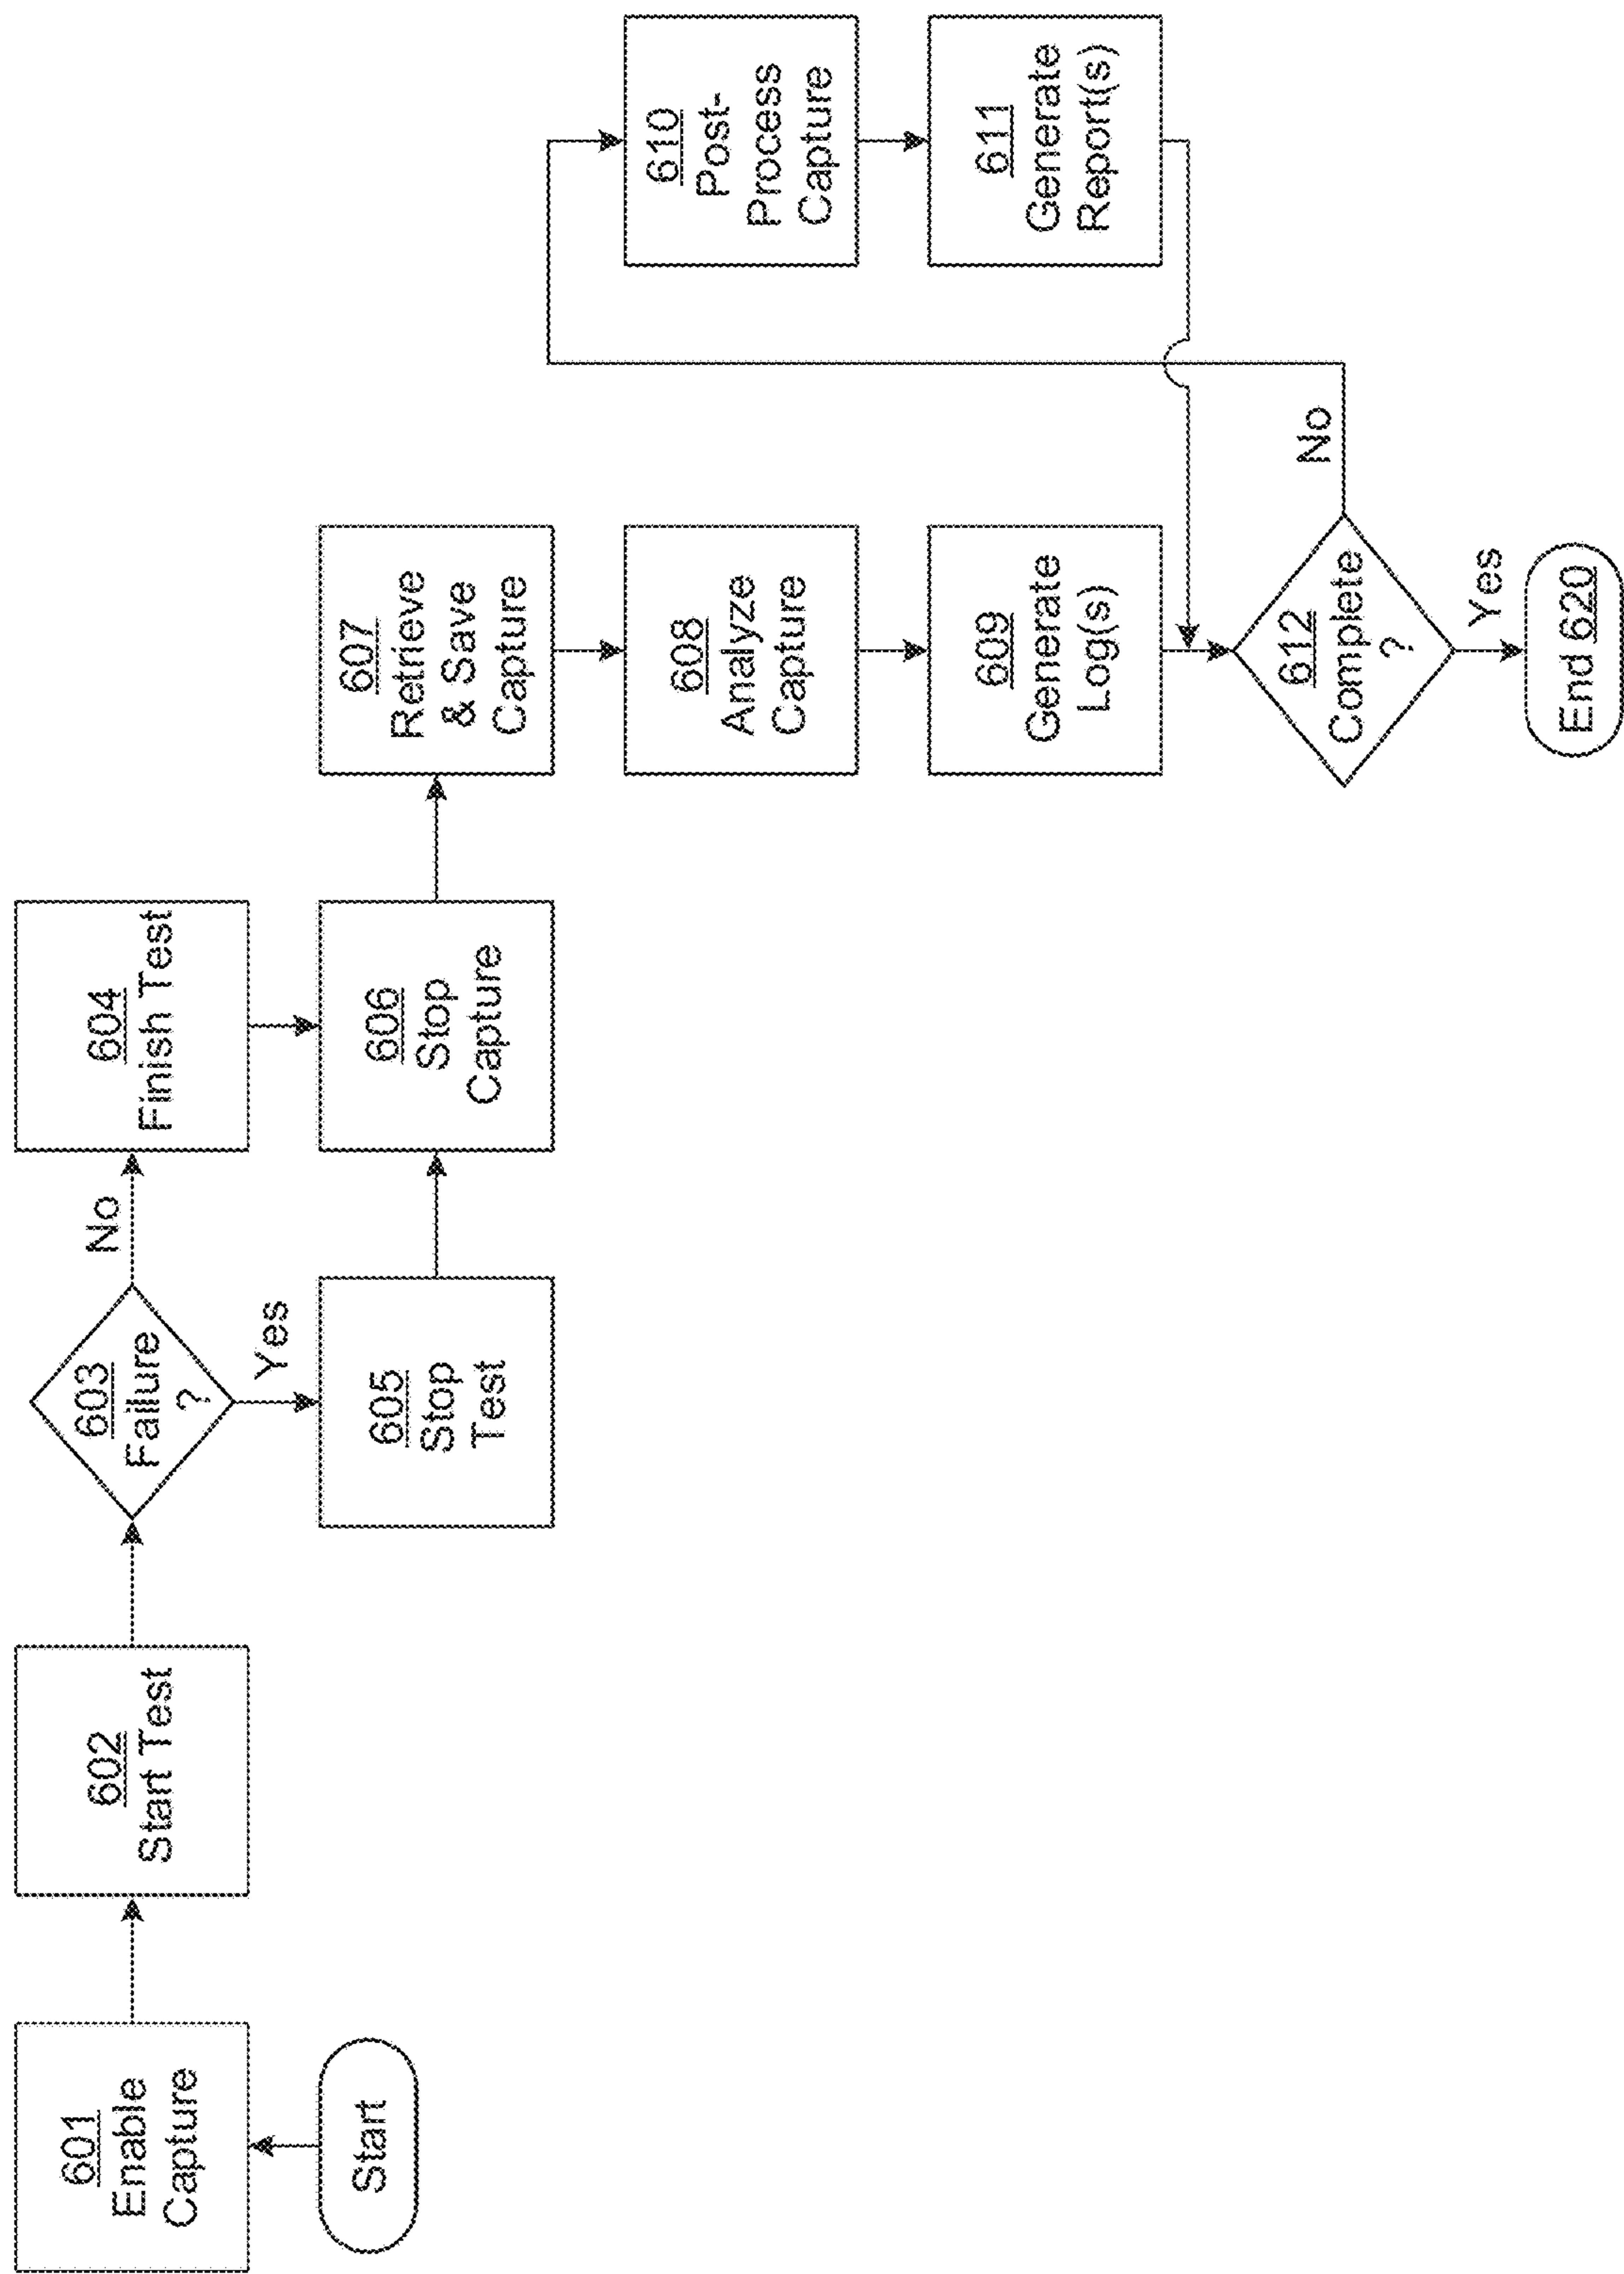 Start
601
Enable
Capture
602
Start Test
603
Failure
?
No
Yes
604
Finish Test
605
Stop
Test
606
Stop
Capture
607
Retrieve
& Save
Capture
608
Analyze
Capture
609
Generate
Log(s)
612
Complete
?
No
Yes
610
Post-
Process
Capture
611
Generate
Report(s)
End 620